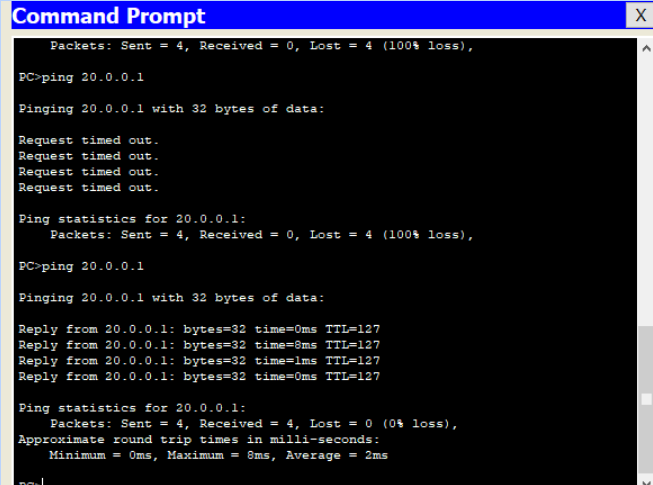 Command Prompt
X
Packets: Sent = 4, Received = 0, Lost = 4 (100% loss),
PC>ping 20.0.0.1
Pinging 20.0.0.1 with 32 bytes of data:
Request timed out.
Request timed out.
Request timed out.
Request timed out.
Ping statistics for 20.0.0.1:
Packets: Sent = 4, Received = 0, Lost = 4 (100% loss),
PC>ping 20.0.0.1
Pinging 20.0.0.1 with 32 bytes of data:
Reply from 20.0.0.1: bytes=32 time=0ms TTL=127
Reply from 20.0.0.1: bytes=32 time=8ms TTL=127
Reply from 20.0.0.1: bytes=32 time=1ms TTL=127
Reply from 20.0.0.1: bytes=32 time=0ms TTL=127
Ping statistics for 20.0.0.1:
Packets: Sent = 4, Received = 4, Lost = 0 (0% loss),
Approximate round trip times in milli-seconds:
Minimum = 0ms, Maximum = 8ms, Average = 2ms
PC>